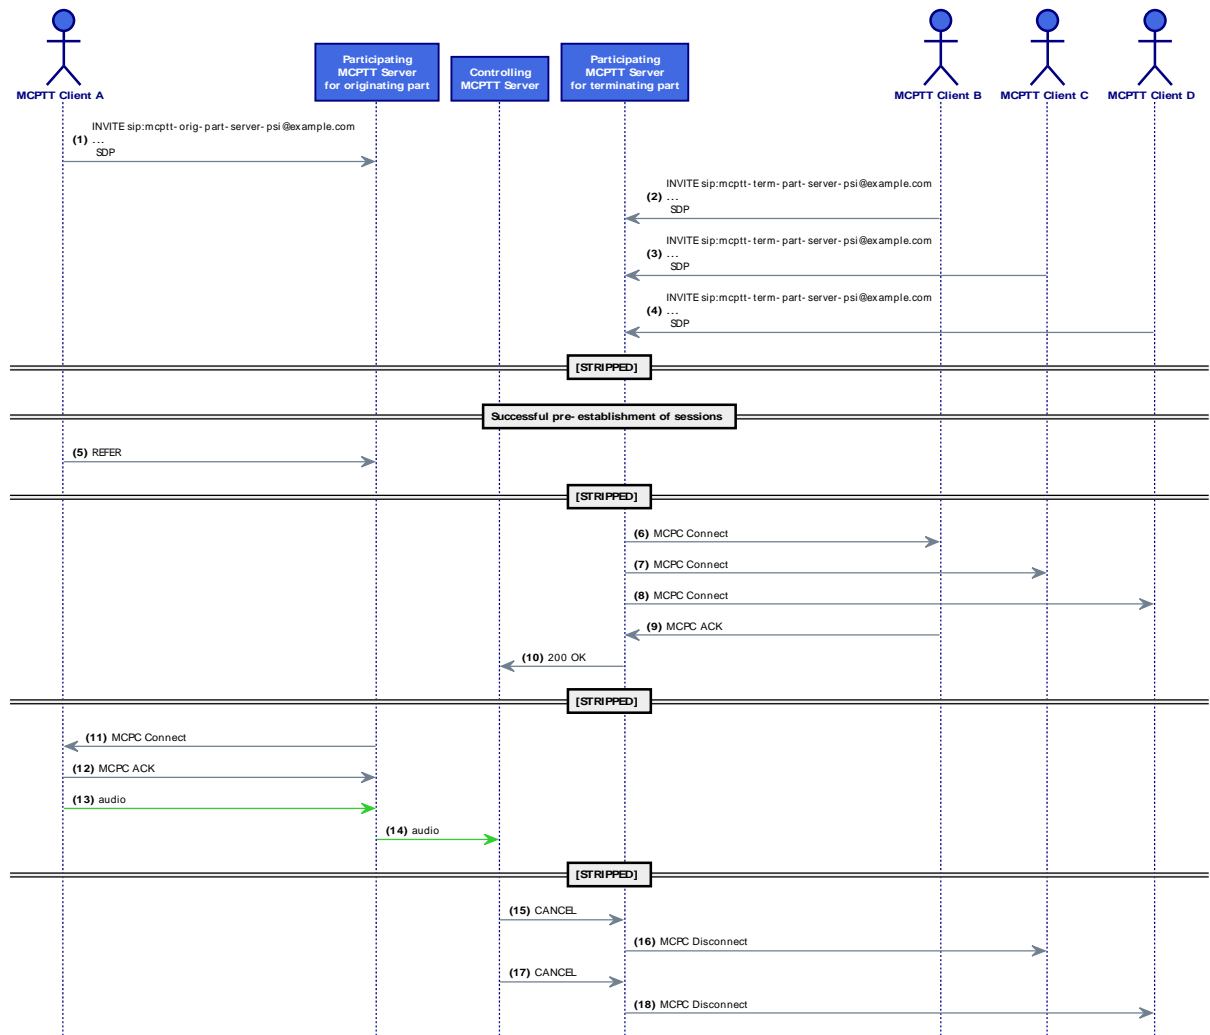 MCPTT Client A
Participating
MCPTT Server
for originating part
Controlling
MCPTT Server
Participating
MCPTT Server
for terminating part
MCPTT Client B
MCPTT Client C
MCPTT Client D
INVITE sip:mcptt-orig-part-server-psi@example.com
(1) ...
SDP
INVITE sip:mcptt-term-part-server-psi@example.com
(2) ...
SDP
INVITE sip:mcptt-term-part-server-psi@example.com
(3) ...
SDP
INVITE sip:mcptt-term-part-server-psi@example.com
(4) ...
SDP
[STRIPPED]
Successful pre-establishment of sessions
(5) REFER
[STRIPPED]
(6) MCPC Connect
(7) MCPC Connect
(8) MCPC Connect
(9) MCPC ACK
(10) 200 OK
[STRIPPED]
(11) MCPC Connect
(12) MCPC ACK
(13) audio
(14) audio
[STRIPPED]
(15) CANCEL
(16) MCPC Disconnect
(17) CANCEL
(18) MCPC Disconnect